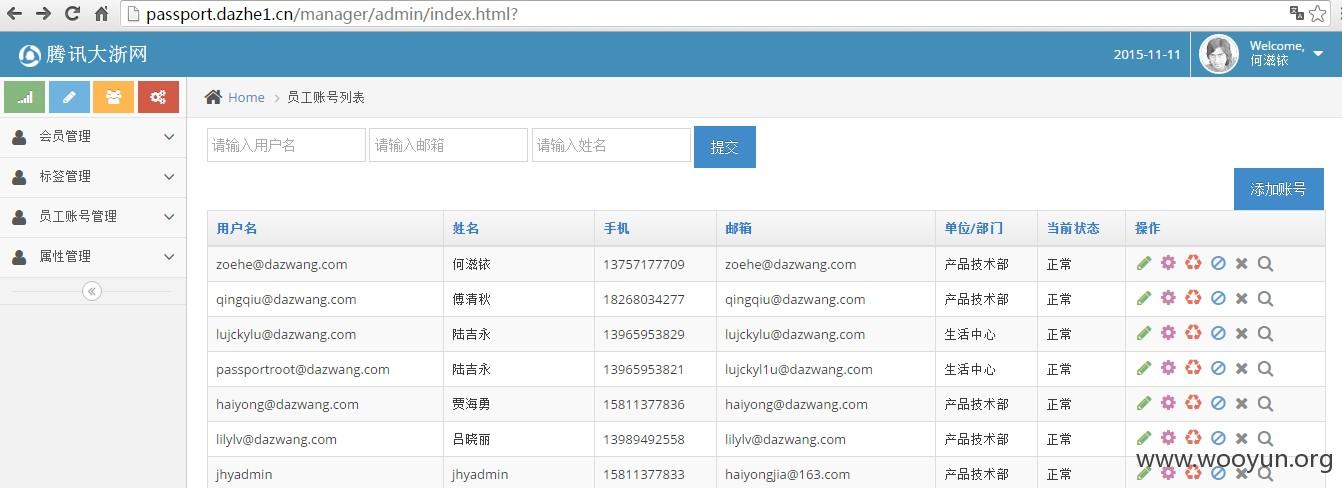 passport.dazhe1.cn/manager/admin/index.html?
腾讯大浙网 2015-11-11 Welcome,
何滋铱
Home > 员工账号列表
会员管理
标签管理
员工账号管理
属性管理
请输入用户名 请输入邮箱 请输入姓名 提交
添加账号
用户名 姓名 手机 邮箱 单位/部门 当前状态 操作
zoehe@dazwang.com 何滋铱 13757177709 zoehe@dazwang.com 产品技术部 正常
qingqiu@dazwang.com 傅清秋 18268034277 qingqiu@dazwang.com 产品技术部 正常
lujckylu@dazwang.com 陆吉永 13965953829 lujckylu@dazwang.com 生活中心 正常
passportroot@dazwang.com 陆吉永 13965953821 lujckyl1u@dazwang.com 生活中心 正常
haiyong@dazwang.com 贾海勇 15811377836 haiyong@dazwang.com 产品技术部 正常
lilylv@dazwang.com 吕晓丽 13989492558 lilylv@dazwang.com 产品技术部 正常
jhyadmin jhyadmin 15811377833 haiyongjia@163.com 产品技术部 正常
www.wooyun.org